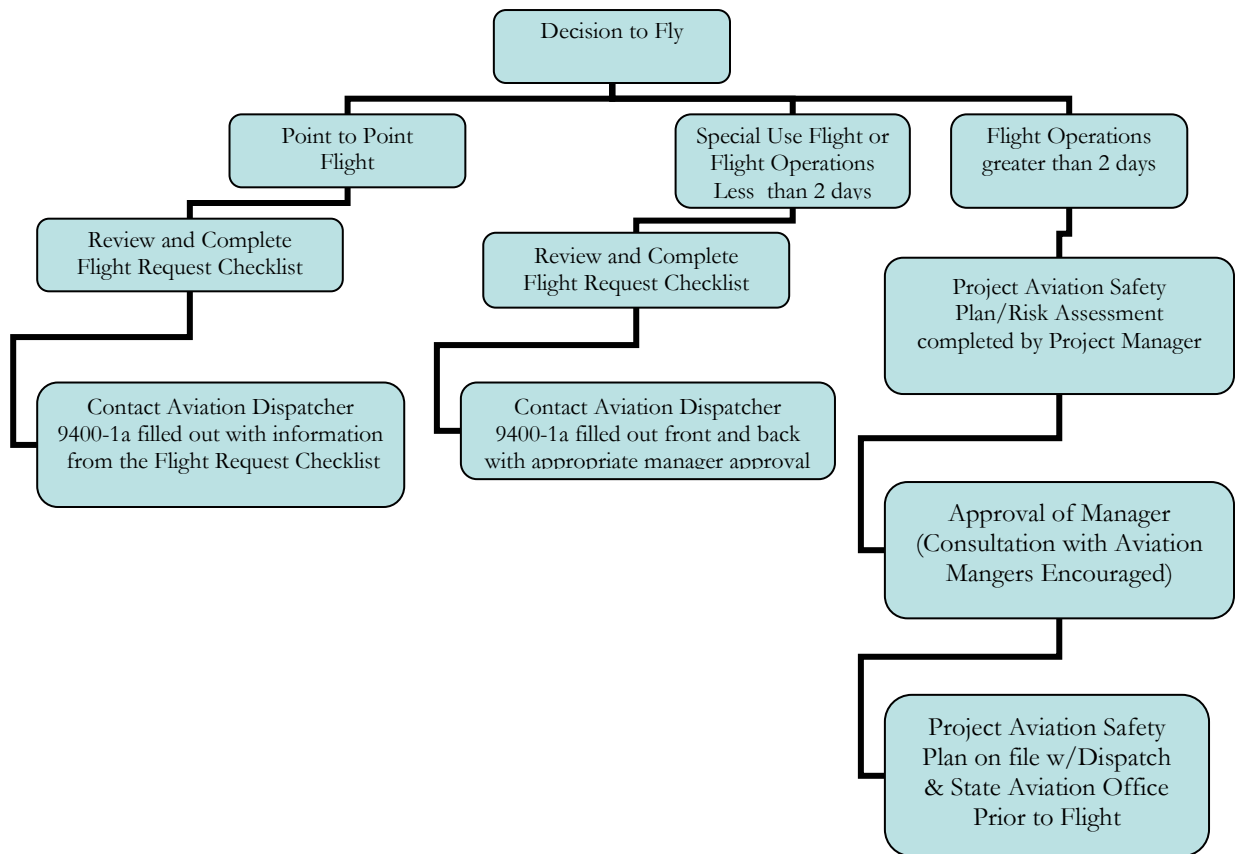 Decision to Fly
Point to Point
Flight
Special Use Flight or
Flight Operations
Less than 2 days
Flight Operations
greater than 2 days
Review and Complete
Flight Request Checklist
Review and Complete
Flight Request Checklist
Project Aviation Safety
Plan/Risk Assessment
completed by Project Manager
Contact Aviation Dispatcher
9400-1a filled out with information
from the Flight Request Checklist
Contact Aviation Dispatcher
9400-1a filled out front and back
with appropriate manager approval
Approval of Manager
(Consultation with Aviation
Mangers Encouraged)
Project Aviation Safety
Plan on file w/Dispatch
& State Aviation Office
Prior to Flight